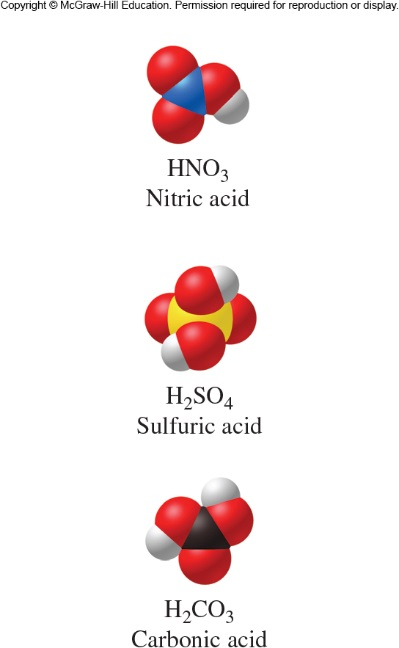 Copyright © McGraw-Hill Education. Permission required for reproduction or display.
HNO₃
Nitric acid
H₂SO₄
Sulfuric acid
H₂CO₃
Carbonic acid